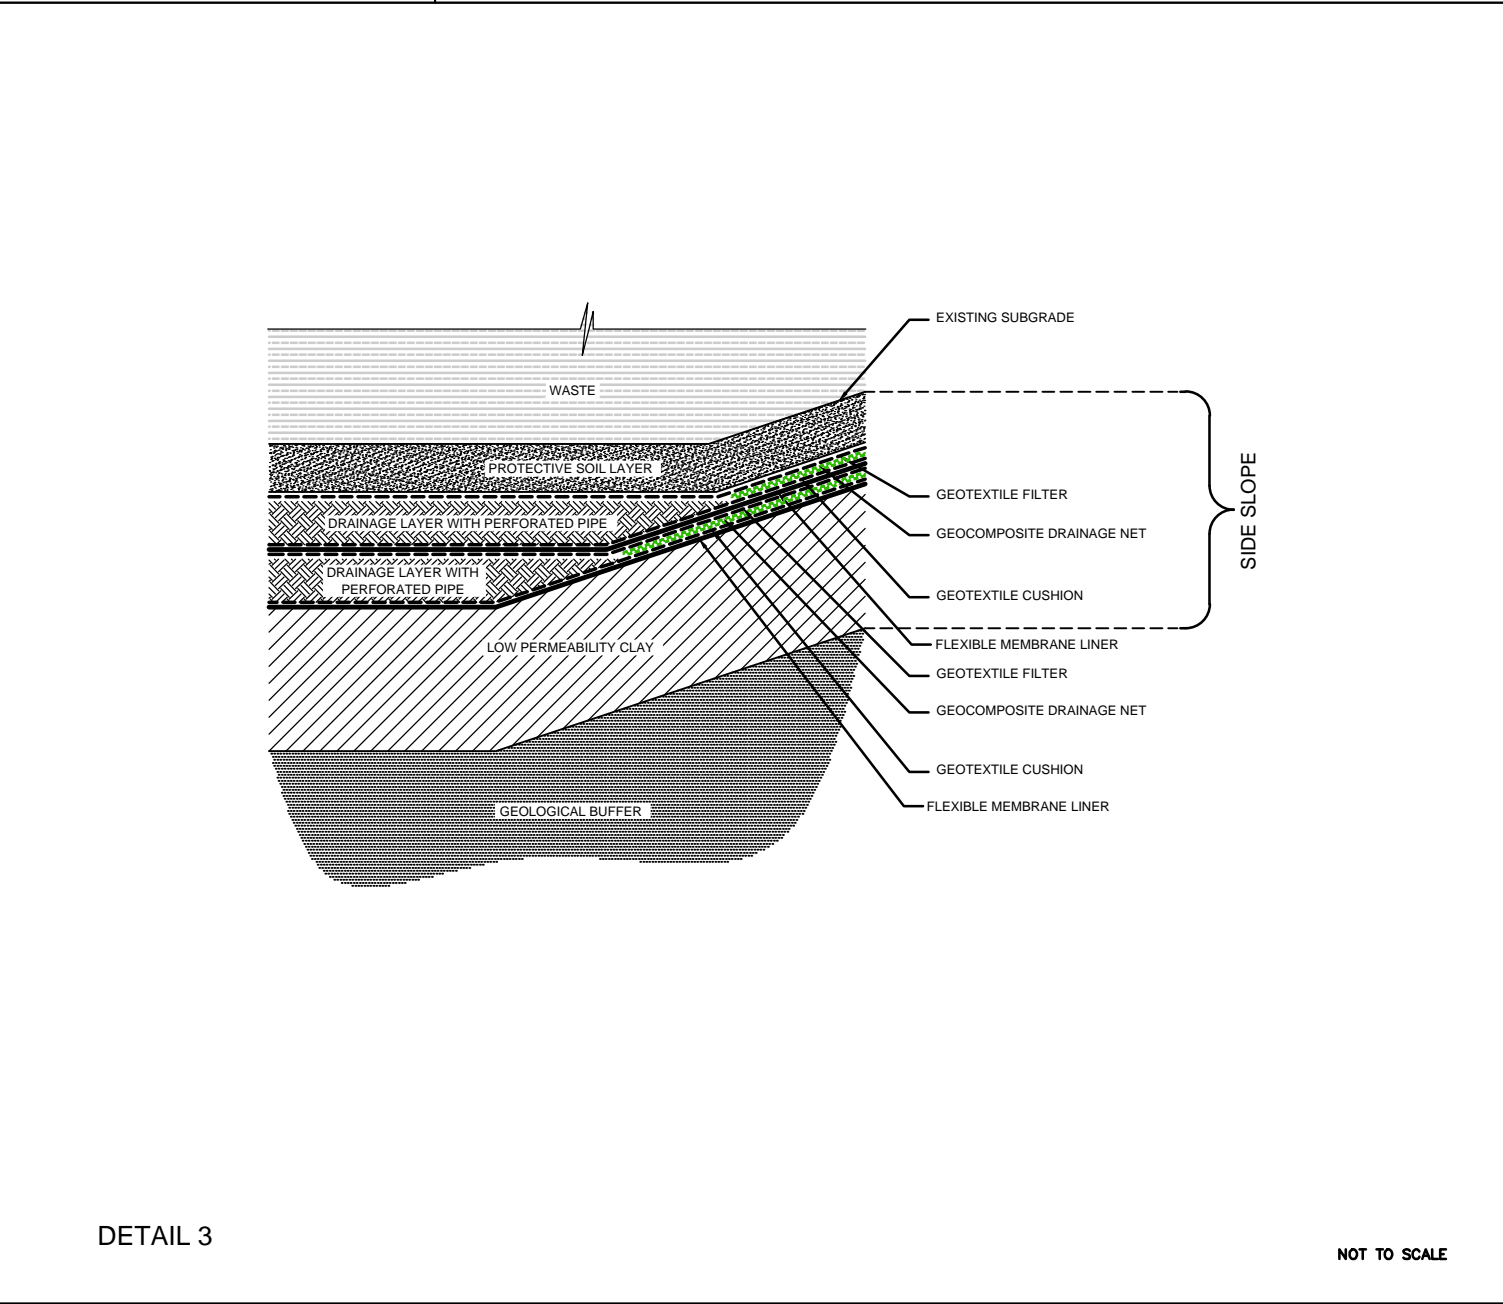 EXISTING SUBGRADE
WASTE
PROTECTIVE SOIL LAYER
GEOTEXTILE FILTER
DRAINAGE LAYER WITH PERFORATED PIPE
GEOCOMPOSITE DRAINAGE NET
SIDE SLOPE
DRAINAGE LAYER WITH
PERFORATED PIPE
GEOTEXTILE CUSHION
LOW PERMEABILITY CLAY
FLEXIBLE MEMBRANE LINER
GEOTEXTILE FILTER
GEOCOMPOSITE DRAINAGE NET
GEOTEXTILE CUSHION
FLEXIBLE MEMBRANE LINER
GEOLOGICAL BUFFER
DETAIL 3
NOT TO SCALE